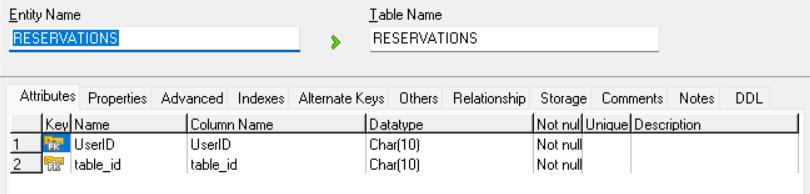 Entity Name Table Name
RESERVATIONS RESERVATIONS
Attributes Properties Advanced Indexes Alternate Keys Others Relationship Storage Comments Notes DDL
Key Name Column Name Datatype Not nul Unique Description
1 FK UserID UserID Char(10) Not null
2 FK table_id table_id Char(10) Not null